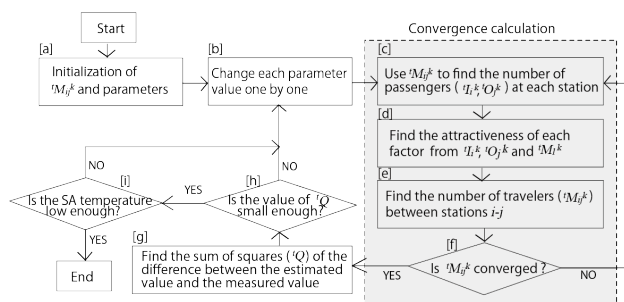 Convergence calculation
Start
[a]
Initialization of
ᵗMᵢⱼᵏ and parameters
[b]
Change each parameter
value one by one
[c]
Use ᵗMᵢⱼᵏ to find the number of
passengers ( ᵗIᵢᵏ, ᵗOⱼᵏ ) at each station
[d]
Find the attractiveness of each
factor from ᵗIᵢᵏ, ᵗOⱼᵏ and ᵗMₗᵏ
[e]
Find the number of travelers (ᵗMᵢⱼᵏ)
between stations i-j
[f]
Is ᵗMᵢⱼᵏ converged ?
YES
NO
[g]
Find the sum of squares (ᵗQ) of the
difference between the estimated
value and the measured value
[h]
Is the value of ᵗQ
small enough?
YES
NO
[i]
Is the SA temperature
low enough?
NO
YES
End